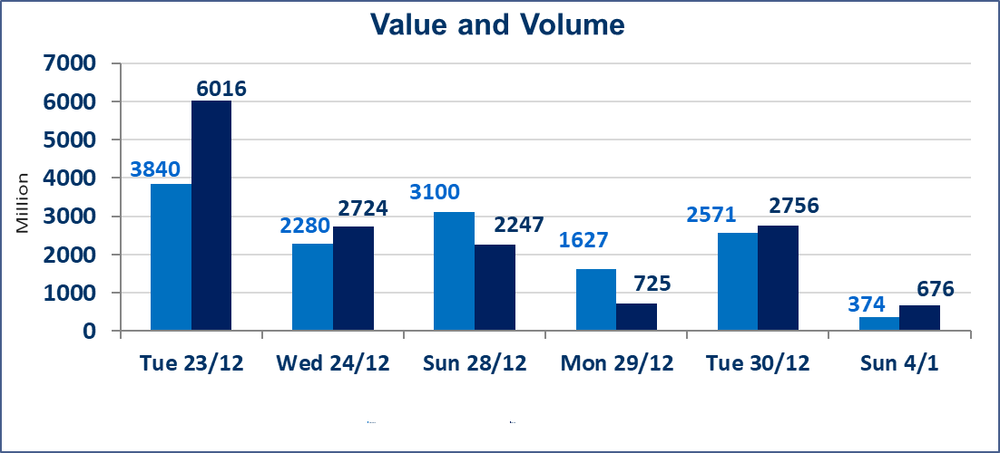 Value and Volume
7000
6000
5000
4000
3000
2000
1000
0
Million
3840
6016
2280
2724
3100
2247
1627
725
2571
2756
374
676
Tue 23/12
Wed 24/12
Sun 28/12
Mon 29/12
Tue 30/12
Sun 4/1